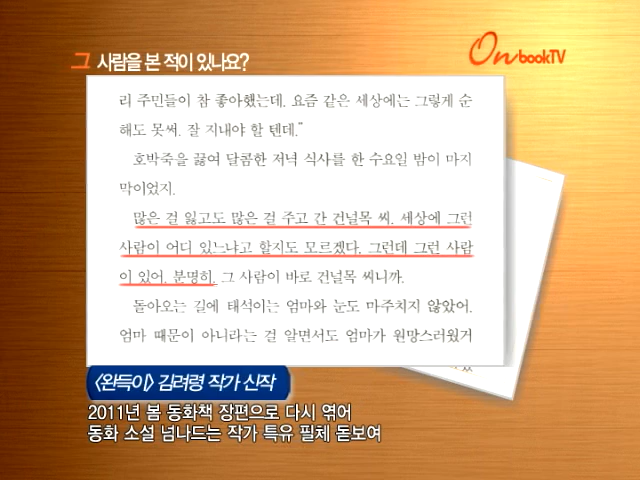 그 사람을 본 적이 있나요?
On bookTV
리 주민들이 참 좋아했는데. 요즘 같은 세상에는 그렇게 순
해도 못써. 잘 지내야 할 텐데.”
호박죽을 끓여 달콤한 저녁 식사를 한 수요일 밤이 마지
막이었지.
많은 걸 잃고도 많은 걸 주고 간 건널목 씨. 세상에 그런
사람이 어디 있느냐고 할지도 모르겠다. 그런데 그런 사람
이 있어. 분명히. 그 사람이 바로 건널목 씨니까.
돌아오는 길에 태석이는 엄마와 눈도 마주치지 않았어.
엄마 때문이 아니라는 걸 알면서도 엄마가 원망스러웠거
<완득이> 김려령 작가 신작
2011년 봄 동화책 장편으로 다시 엮어
동화 소설 넘나드는 작가 특유 필체 돋보여